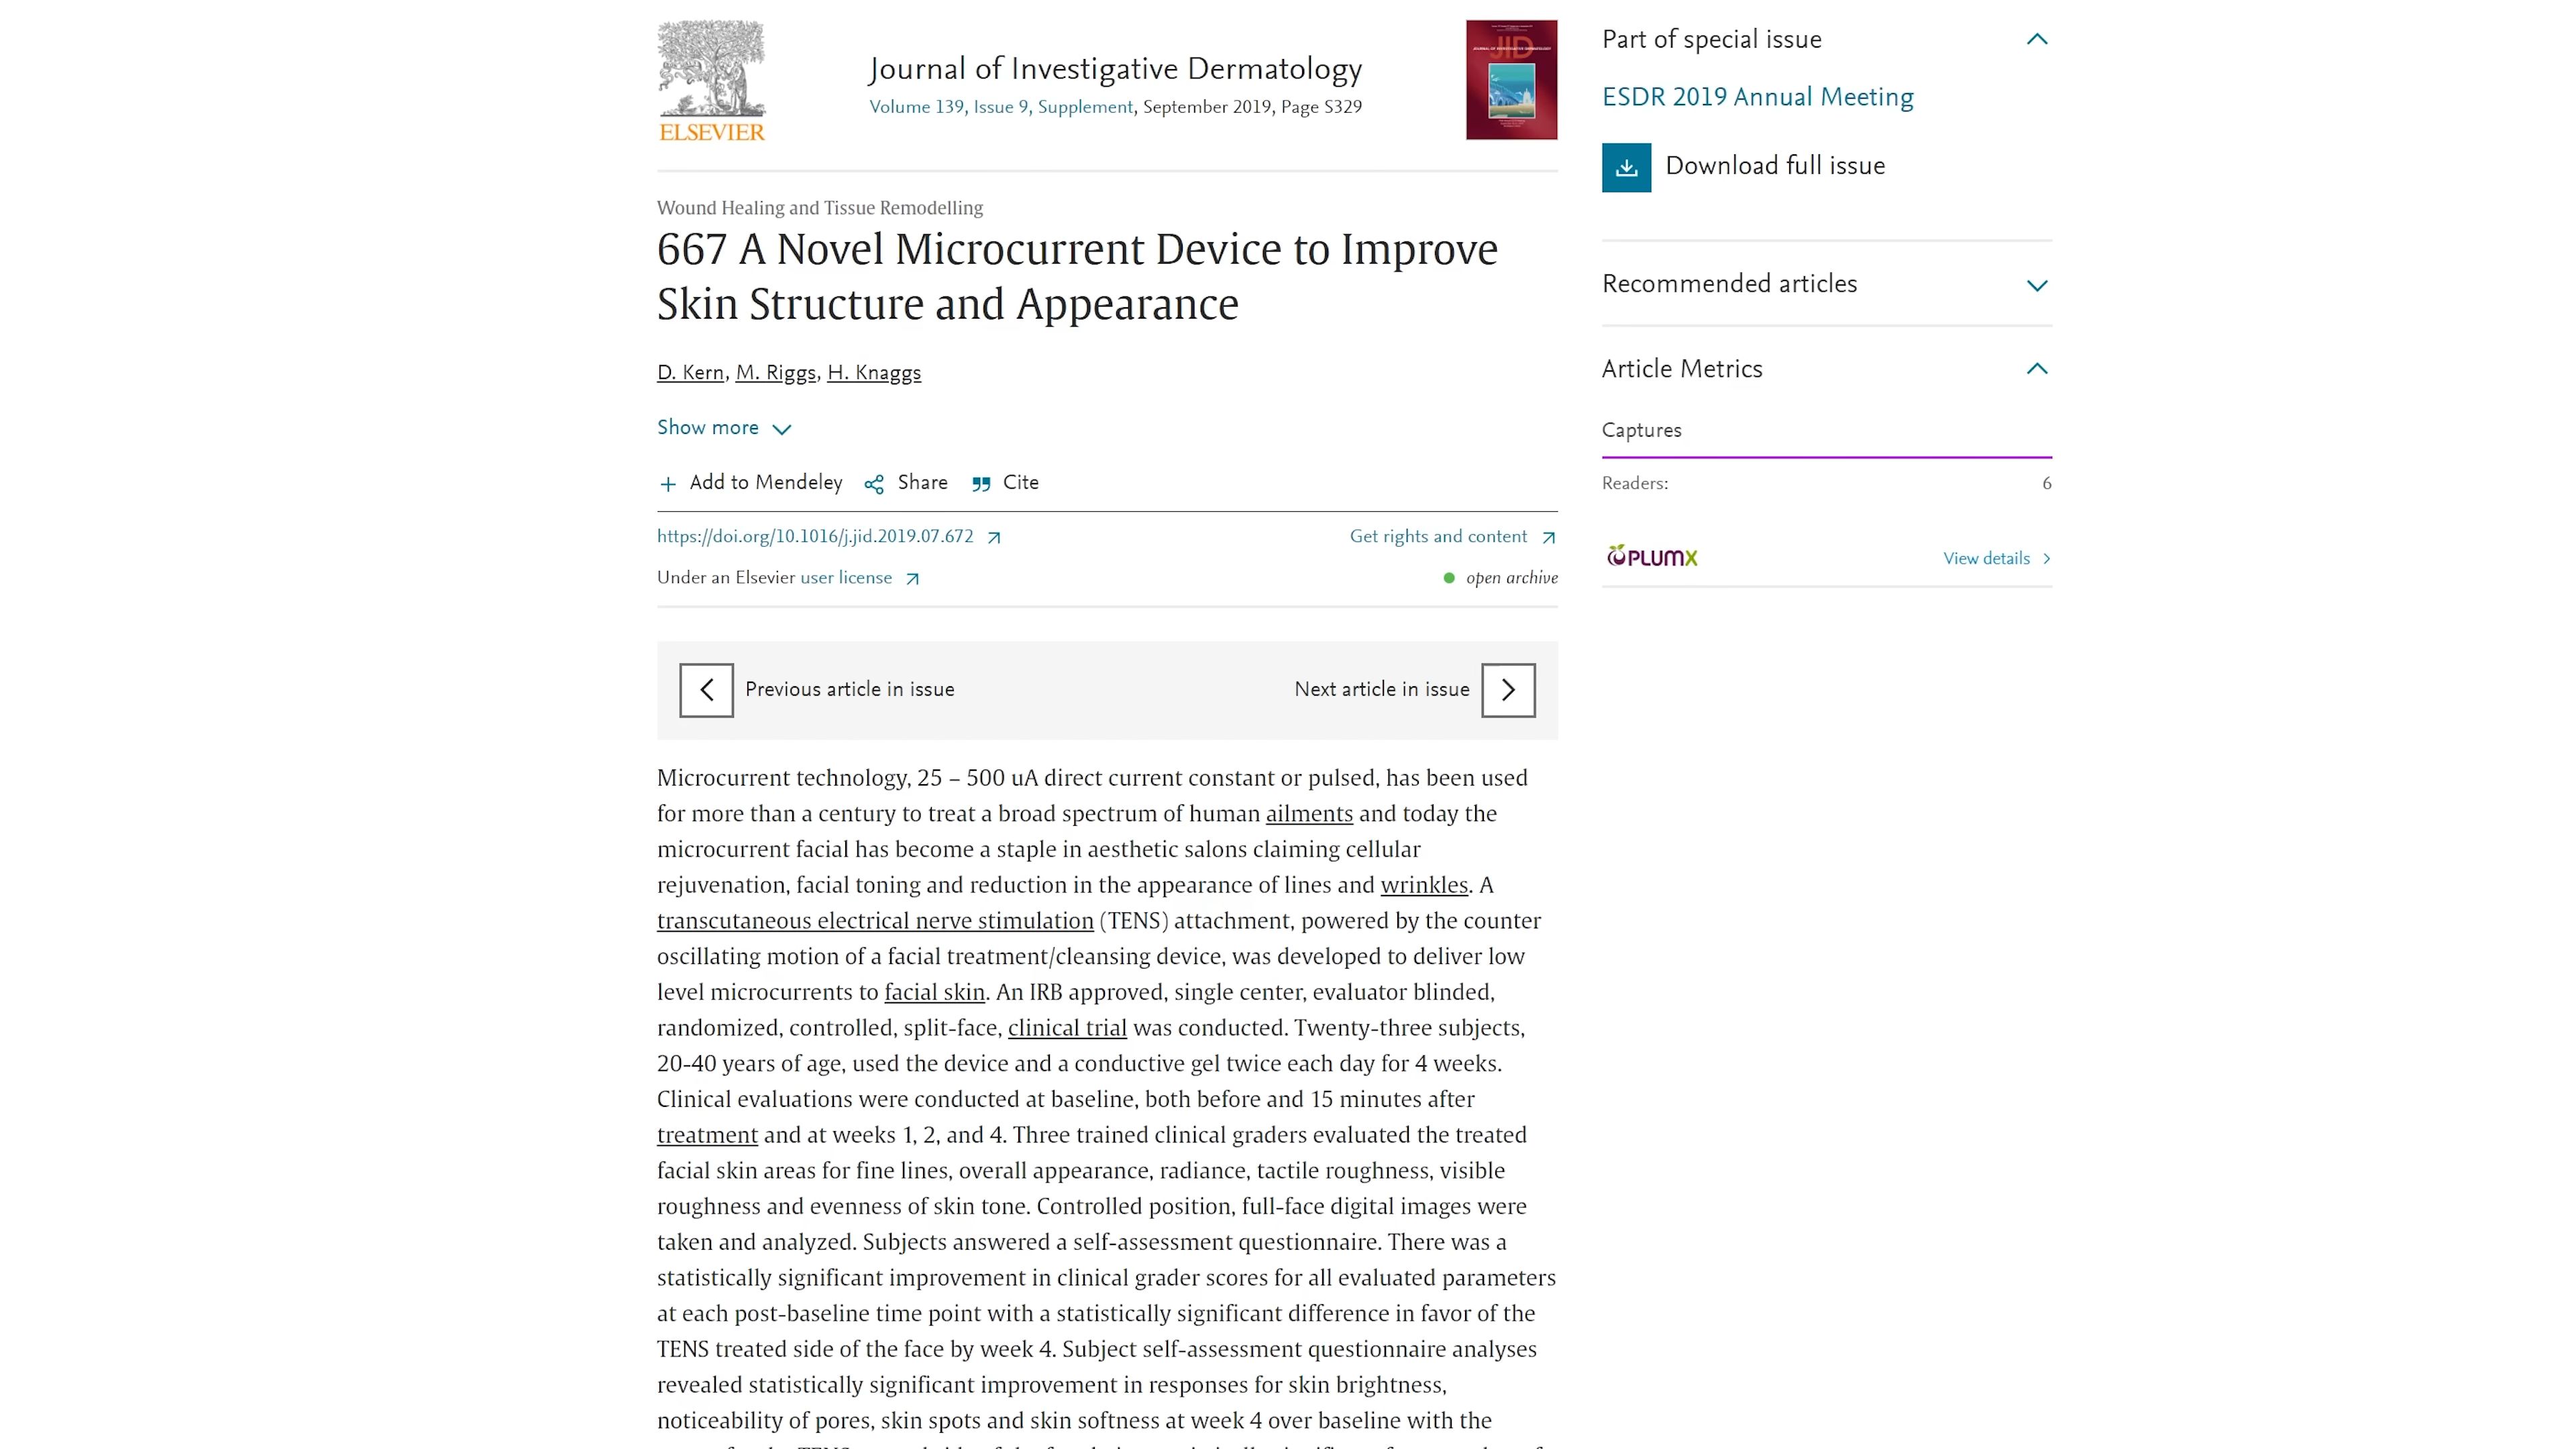 ELSEVIER
Journal of Investigative Dermatology
Volume 139, Issue 9, Supplement, September 2019, Page S329
JID
JOURNAL OF INVESTIGATIVE DERMATOLOGY
Wound Healing and Tissue Remodelling
667 A Novel Microcurrent Device to Improve
Skin Structure and Appearance
D. Kern, M. Riggs, H. Knaggs
Show more
Add to Mendeley Share Cite
https://doi.org/10.1016/j.jid.2019.07.672 Get rights and content
Under an Elsevier user license open archive
Previous article in issue Next article in issue
Microcurrent technology, 25 – 500 uA direct current constant or pulsed, has been used
for more than a century to treat a broad spectrum of human ailments and today the
microcurrent facial has become a staple in aesthetic salons claiming cellular
rejuvenation, facial toning and reduction in the appearance of lines and wrinkles. A
transcutaneous electrical nerve stimulation (TENS) attachment, powered by the counter
oscillating motion of a facial treatment/cleansing device, was developed to deliver low
level microcurrents to facial skin. An IRB approved, single center, evaluator blinded,
randomized, controlled, split-face, clinical trial was conducted. Twenty-three subjects,
20-40 years of age, used the device and a conductive gel twice each day for 4 weeks.
Clinical evaluations were conducted at baseline, both before and 15 minutes after
treatment and at weeks 1, 2, and 4. Three trained clinical graders evaluated the treated
facial skin areas for fine lines, overall appearance, radiance, tactile roughness, visible
roughness and evenness of skin tone. Controlled position, full-face digital images were
taken and analyzed. Subjects answered a self-assessment questionnaire. There was a
statistically significant improvement in clinical grader scores for all evaluated parameters
at each post-baseline time point with a statistically significant difference in favor of the
TENS treated side of the face by week 4. Subject self-assessment questionnaire analyses
revealed statistically significant improvement in responses for skin brightness,
noticeability of pores, skin spots and skin softness at week 4 over baseline with the
Part of special issue
ESDR 2019 Annual Meeting
Download full issue
Recommended articles
Article Metrics
Captures
Readers: 6
PLUMX View details